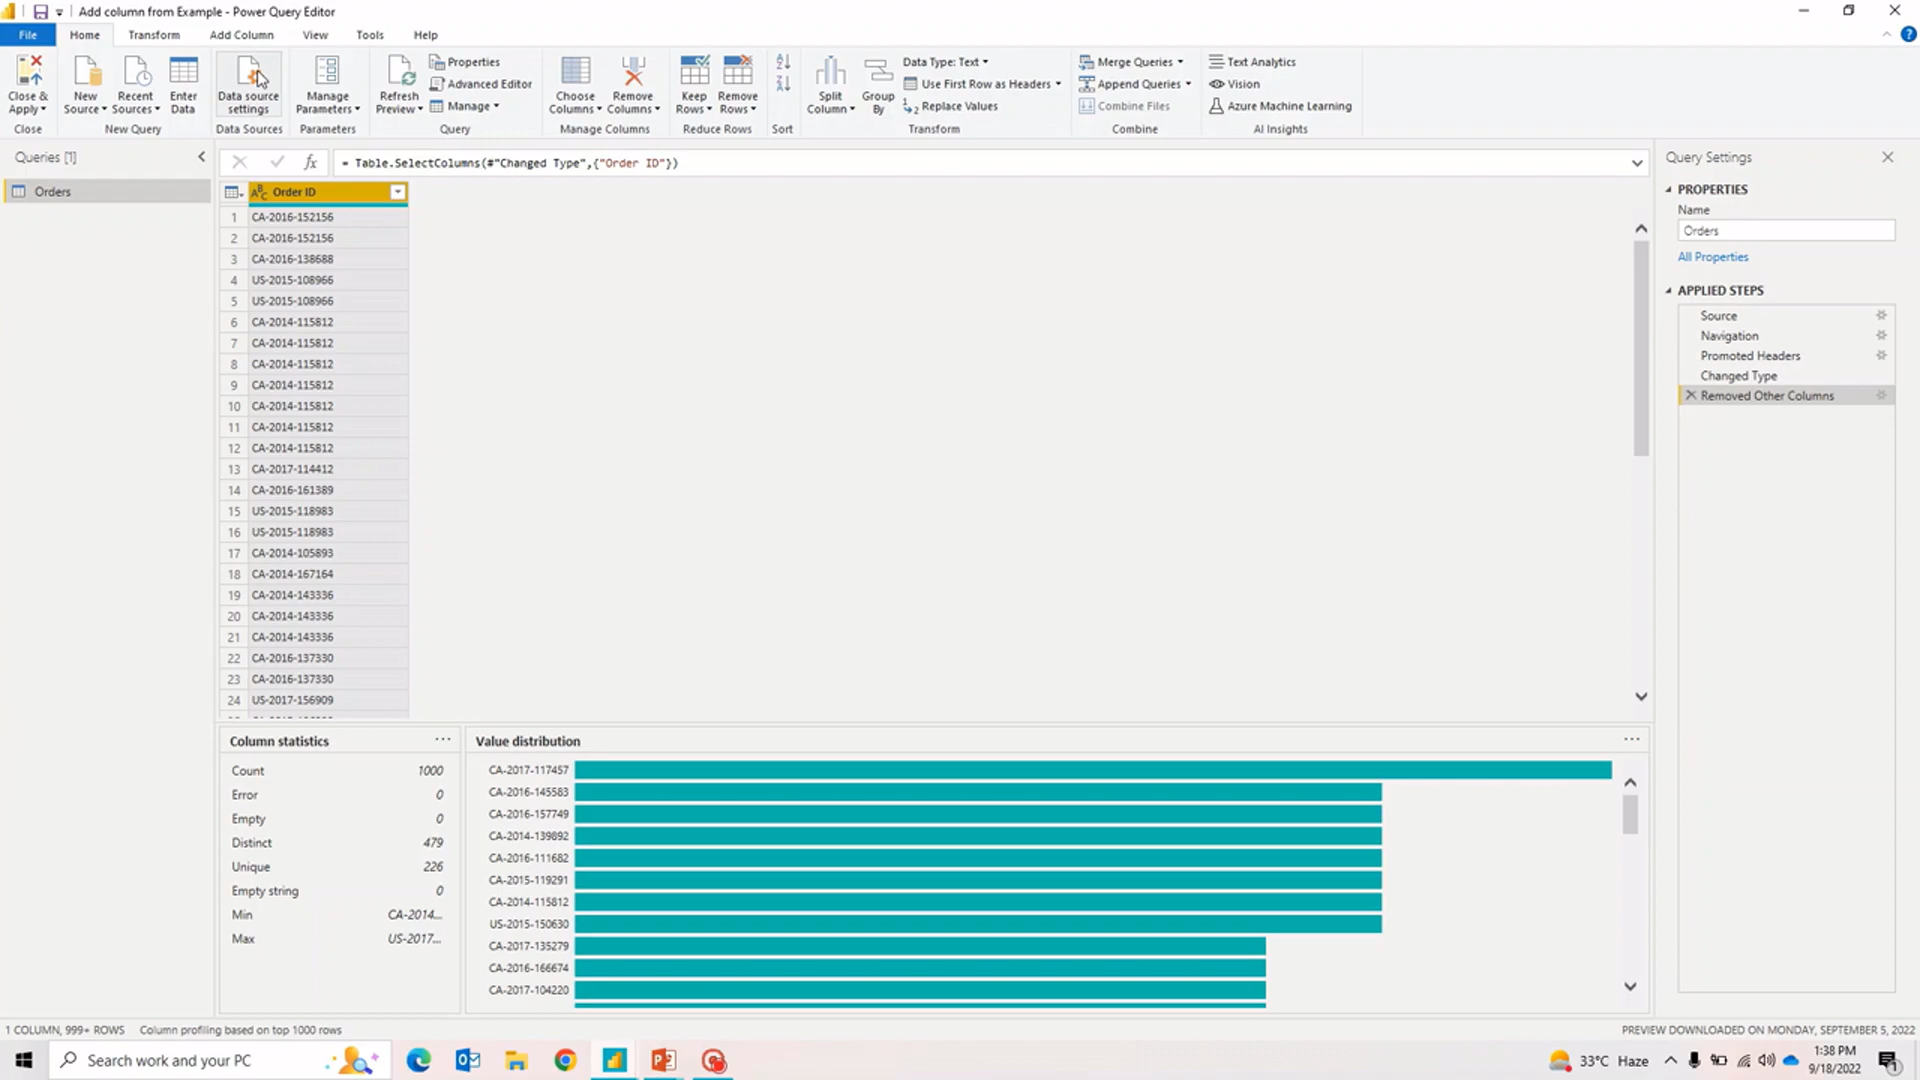 Add column from Example - Power Query Editor
File Home Transform Add Column View Tools Help
Close & Apply
New Source
Recent Sources
Enter Data
Data source settings
Manage Parameters
Refresh Preview
Properties
Advanced Editor
Manage
Choose Columns
Remove Columns
Keep Rows
Remove Rows
Split Column
Group By
Data Type: Text
Use First Row as Headers
Replace Values
Merge Queries
Append Queries
Combine Files
Text Analytics
Vision
Azure Machine Learning
Close New Query Data Sources Parameters Query Manage Columns Reduce Rows Sort Transform Combine AI Insights
Queries [1]
Orders
fx = Table.SelectColumns(#"Changed Type",{"Order ID"})
ABC Order ID
1 CA-2016-152156
2 CA-2016-152156
3 CA-2016-138688
4 US-2015-108966
5 US-2015-108966
6 CA-2014-115812
7 CA-2014-115812
8 CA-2014-115812
9 CA-2014-115812
10 CA-2014-115812
11 CA-2014-115812
12 CA-2014-115812
13 CA-2017-114412
14 CA-2016-161389
15 US-2015-118983
16 US-2015-118983
17 CA-2014-105893
18 CA-2014-167164
19 CA-2014-143336
20 CA-2014-143336
21 CA-2014-143336
22 CA-2016-137330
23 CA-2016-137330
24 US-2017-156909
Column statistics
Count 1000
Error 0
Empty 0
Distinct 479
Unique 226
Empty string 0
Min CA-2014...
Max US-2017...
Value distribution
CA-2017-117457
CA-2016-145583
CA-2016-157749
CA-2014-139892
CA-2016-111682
CA-2015-119291
CA-2014-115812
US-2015-150630
CA-2017-135279
CA-2016-166674
CA-2017-104220
Query Settings
PROPERTIES
Name
Orders
All Properties
APPLIED STEPS
Source
Navigation
Promoted Headers
Changed Type
Removed Other Columns
1 COLUMN, 999+ ROWS Column profiling based on top 1000 rows
PREVIEW DOWNLOADED ON MONDAY, SEPTEMBER 5, 2022
Search work and your PC
33°C Haze
1:38 PM
9/18/2022